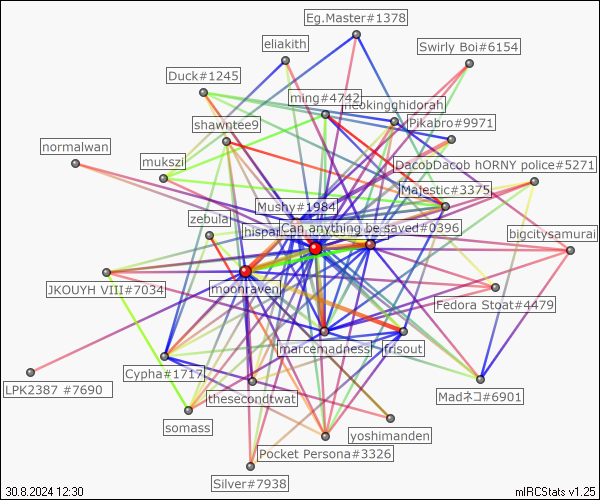 Eg.Master#1378
eliakith
Swirly Boi#6154
Duck#1245
ming#4742
ncokingghidorah
shawntee9
Pikabro#9971
normalwan
mukszi
DacobDacob hORNY police#5271
Majestic#3375
Mushy#1984
zebula
hispa
Can anything be saved#0396
bigcitysamurai
JKOUYH VIII#7034
moonraven
Fedora Stoat#4479
marcemadness
frisout
LPK2387 #7690
Cypha#1717
thesecondtwat
Madネコ#6901
somass
yoshimanden
Pocket Persona#3326
Silver#7938
30.8.2024 12:30
mIRCStats v1.25